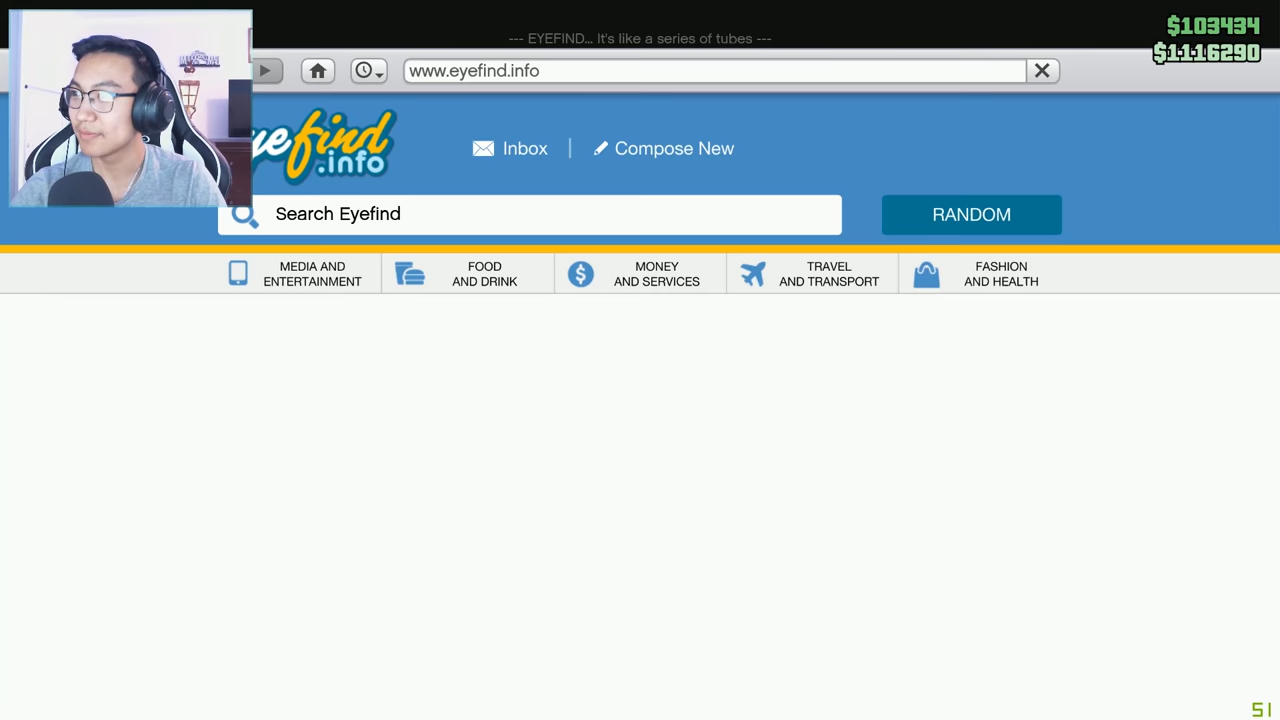 --- EYEFIND... It's like a series of tubes ---
$103434
$1116290
www.eyefind.info
yefind
.info
Inbox
Compose New
Search Eyefind
RANDOM
MEDIA AND
ENTERTAINMENT
FOOD
AND DRINK
MONEY
AND SERVICES
TRAVEL
AND TRANSPORT
FASHION
AND HEALTH
51